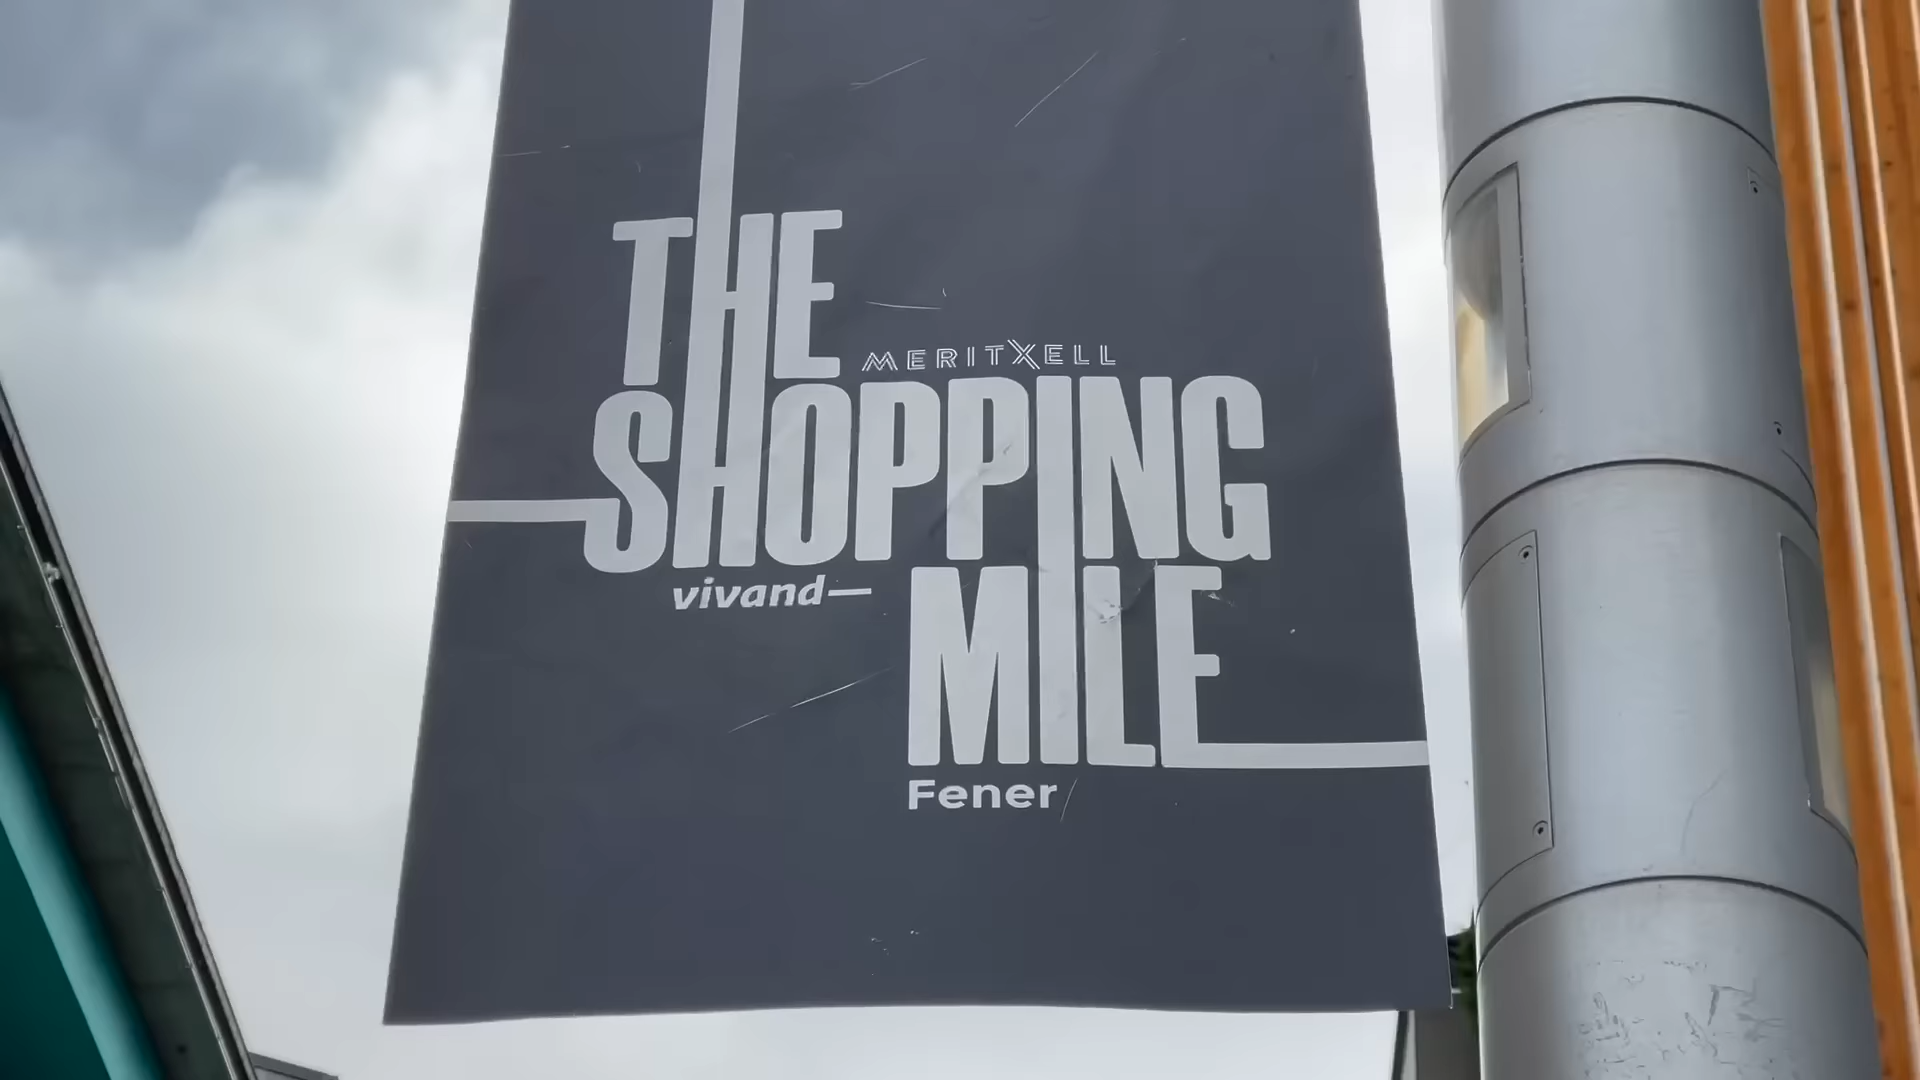 THE
MERITXELL
SHOPPING
vivand—
MILE
Fener